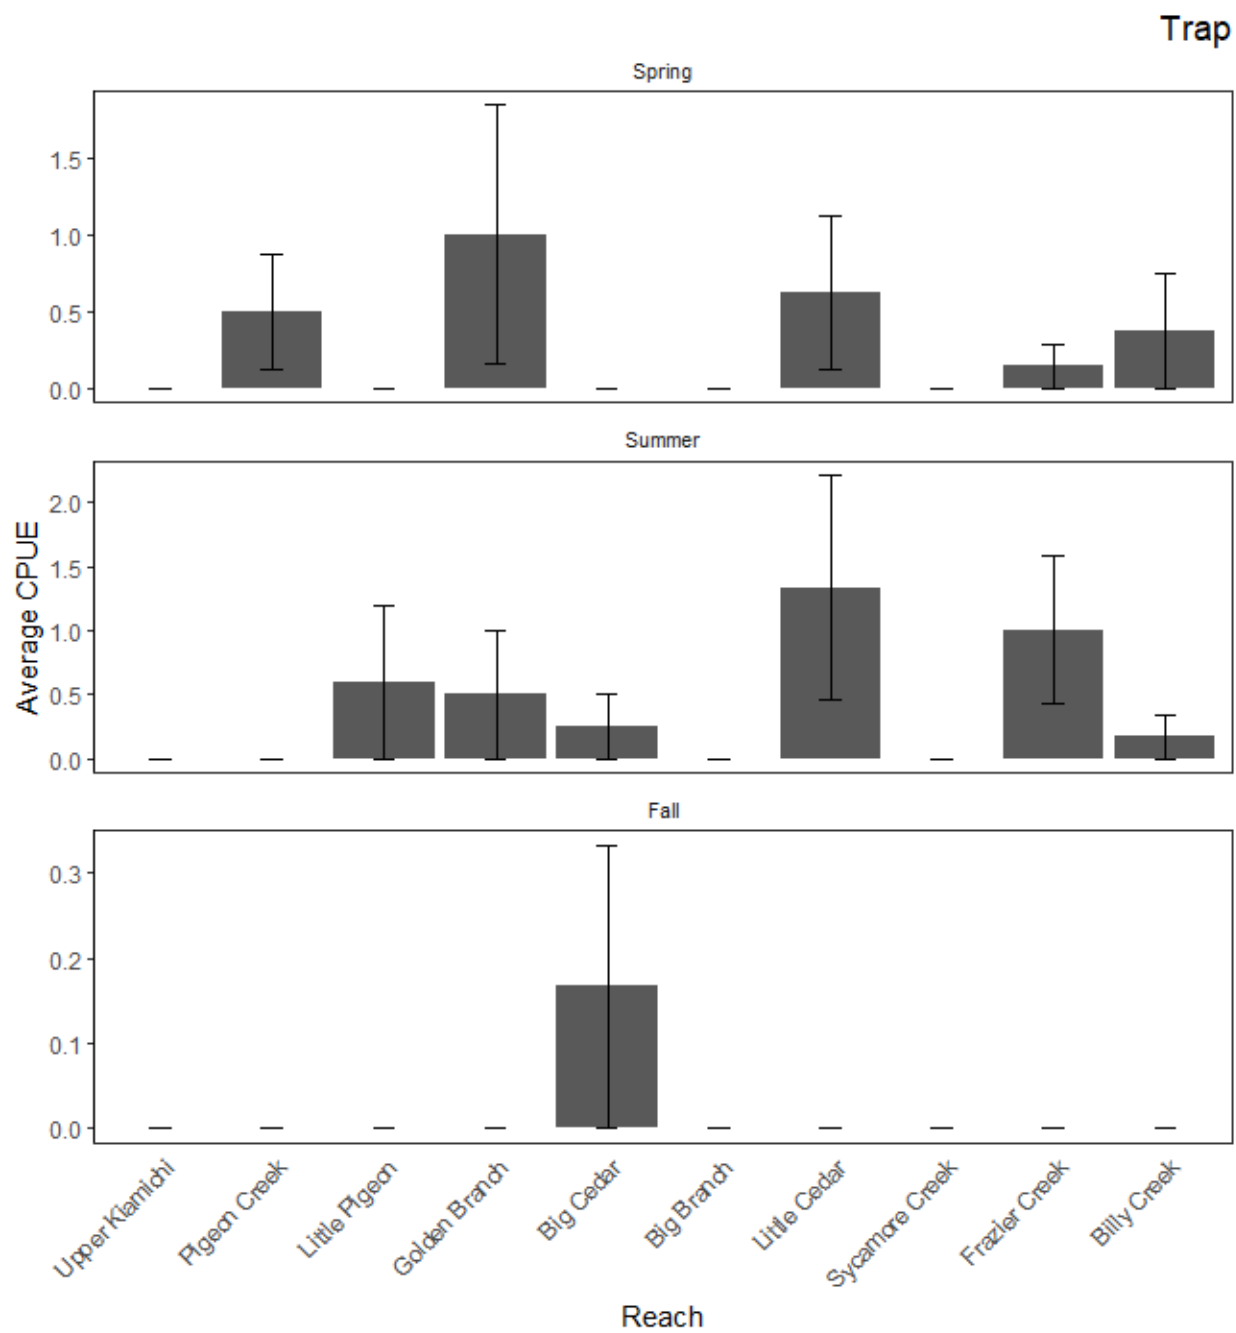 Trap
Spring
1.5
1.0
0.5
0.0
Summer
2.0
1.5
1.0
0.5
0.0
Average CPUE
Fall
0.3
0.2
0.1
0.0
Upper Kiamichi
Pigeon Creek
Little Pigeon
Golden Branch
Big Cedar
Big Branch
Little Cedar
Sycamore Creek
Frazier Creek
Billy Creek
Reach